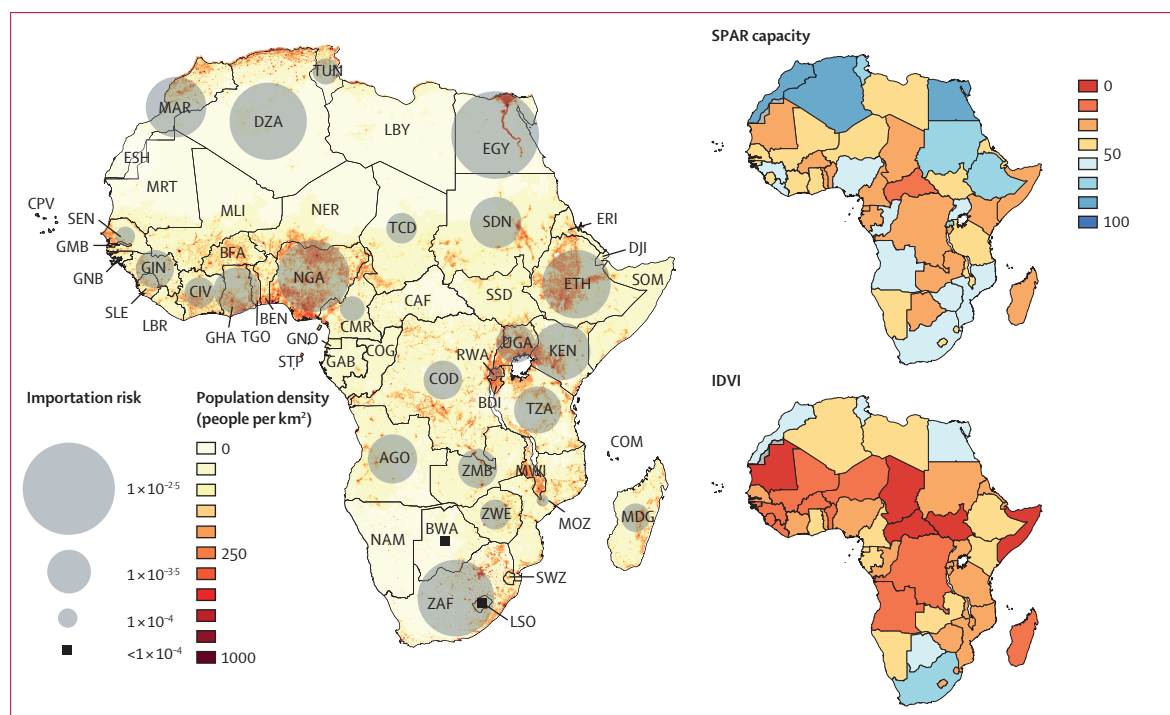 SPAR capacity
0
50
100
IDVI
TUN
MAR
DZA
LBY
EGY
ESH
MRT
CPV
MLI
NER
TCD
SDN
ERI
SEN
GMB
BFA
DJI
GNB
GIN
NGA
ETH
SOM
CIV
SSD
SLE
CAF
LBR
GHA
TGO
BEN
CMR
GNQ
STP
GAB
COG
RWA
UGA
KEN
COD
BDI
TZA
COM
AGO
ZMB
MWI
MOZ
MDG
ZWE
NAM
BWA
SWZ
ZAF
LSO
Importation risk
1×10⁻²·⁵
1×10⁻³·⁵
1×10⁻⁴
<1×10⁻⁴
Population density
(people per km²)
0
250
1000